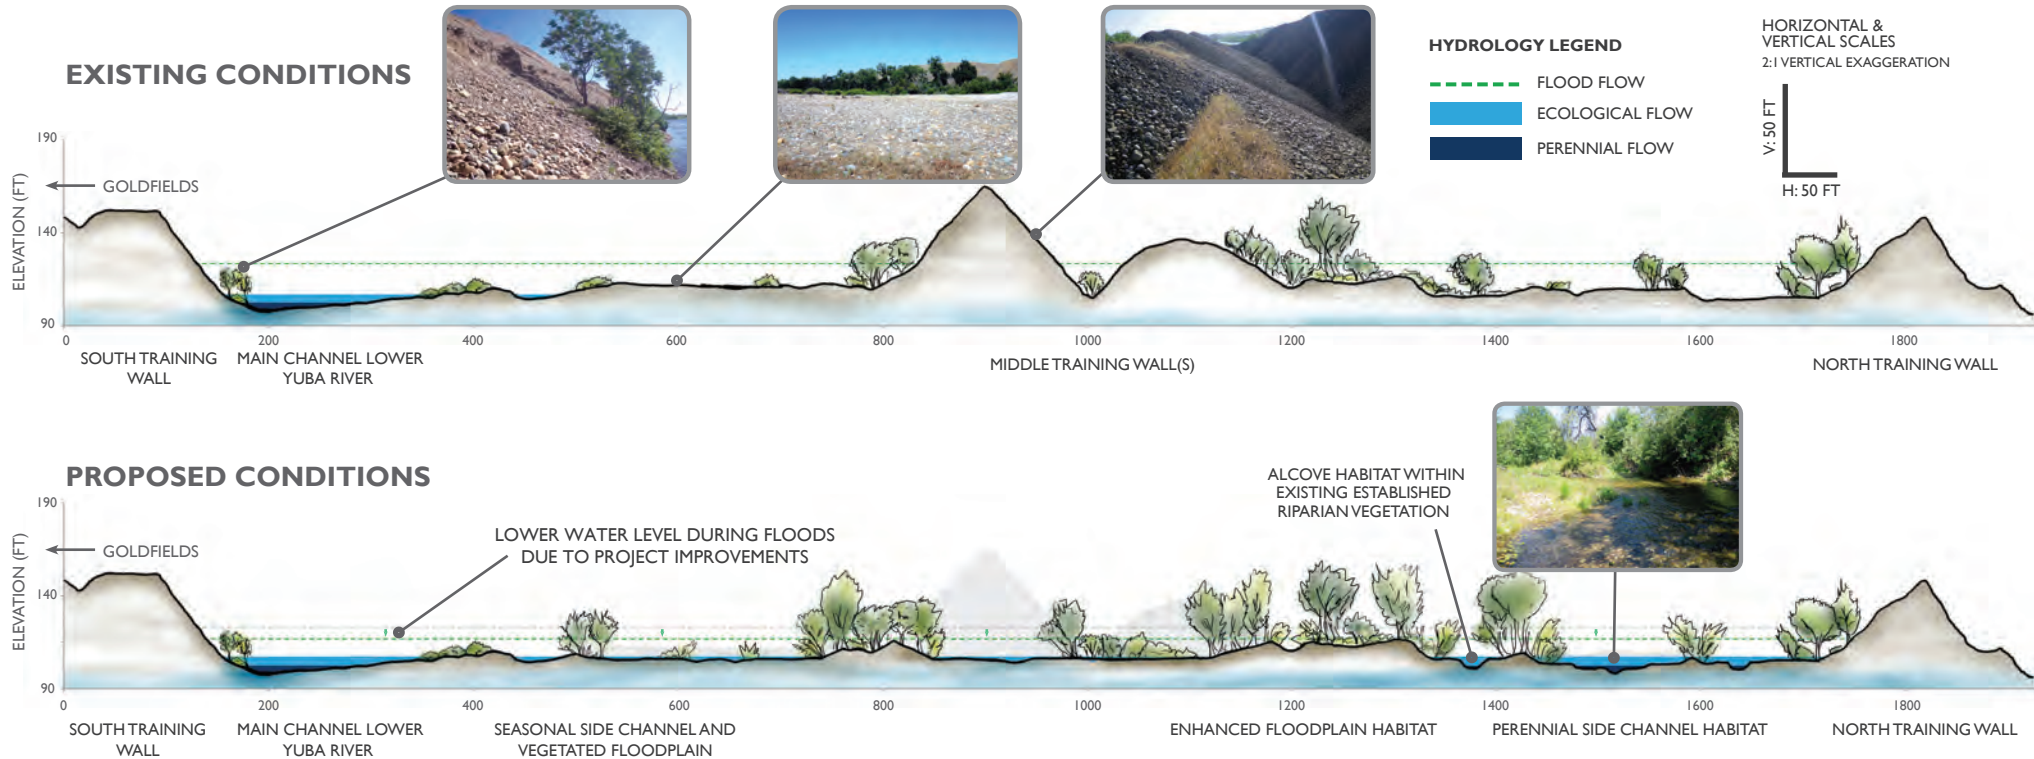 EXISTING CONDITIONS
HYDROLOGY LEGEND
FLOOD FLOW
ECOLOGICAL FLOW
PERENNIAL FLOW
HORIZONTAL &
VERTICAL SCALES
2:1 VERTICAL EXAGGERATION
V: 50 FT
H: 50 FT
ELEVATION (FT)
190
140
90
GOLDFIELDS
0 200 400 600 800 1000 1200 1400 1600 1800
SOUTH TRAINING
WALL
MAIN CHANNEL LOWER
YUBA RIVER
MIDDLE TRAINING WALL(S)
NORTH TRAINING WALL
PROPOSED CONDITIONS
ELEVATION (FT)
190
140
90
GOLDFIELDS
LOWER WATER LEVEL DURING FLOODS
DUE TO PROJECT IMPROVEMENTS
ALCOVE HABITAT WITHIN
EXISTING ESTABLISHED
RIPARIAN VEGETATION
0 200 400 600 800 1000 1200 1400 1600 1800
SOUTH TRAINING
WALL
MAIN CHANNEL LOWER
YUBA RIVER
SEASONAL SIDE CHANNEL AND
VEGETATED FLOODPLAIN
ENHANCED FLOODPLAIN HABITAT
PERENNIAL SIDE CHANNEL HABITAT
NORTH TRAINING WALL